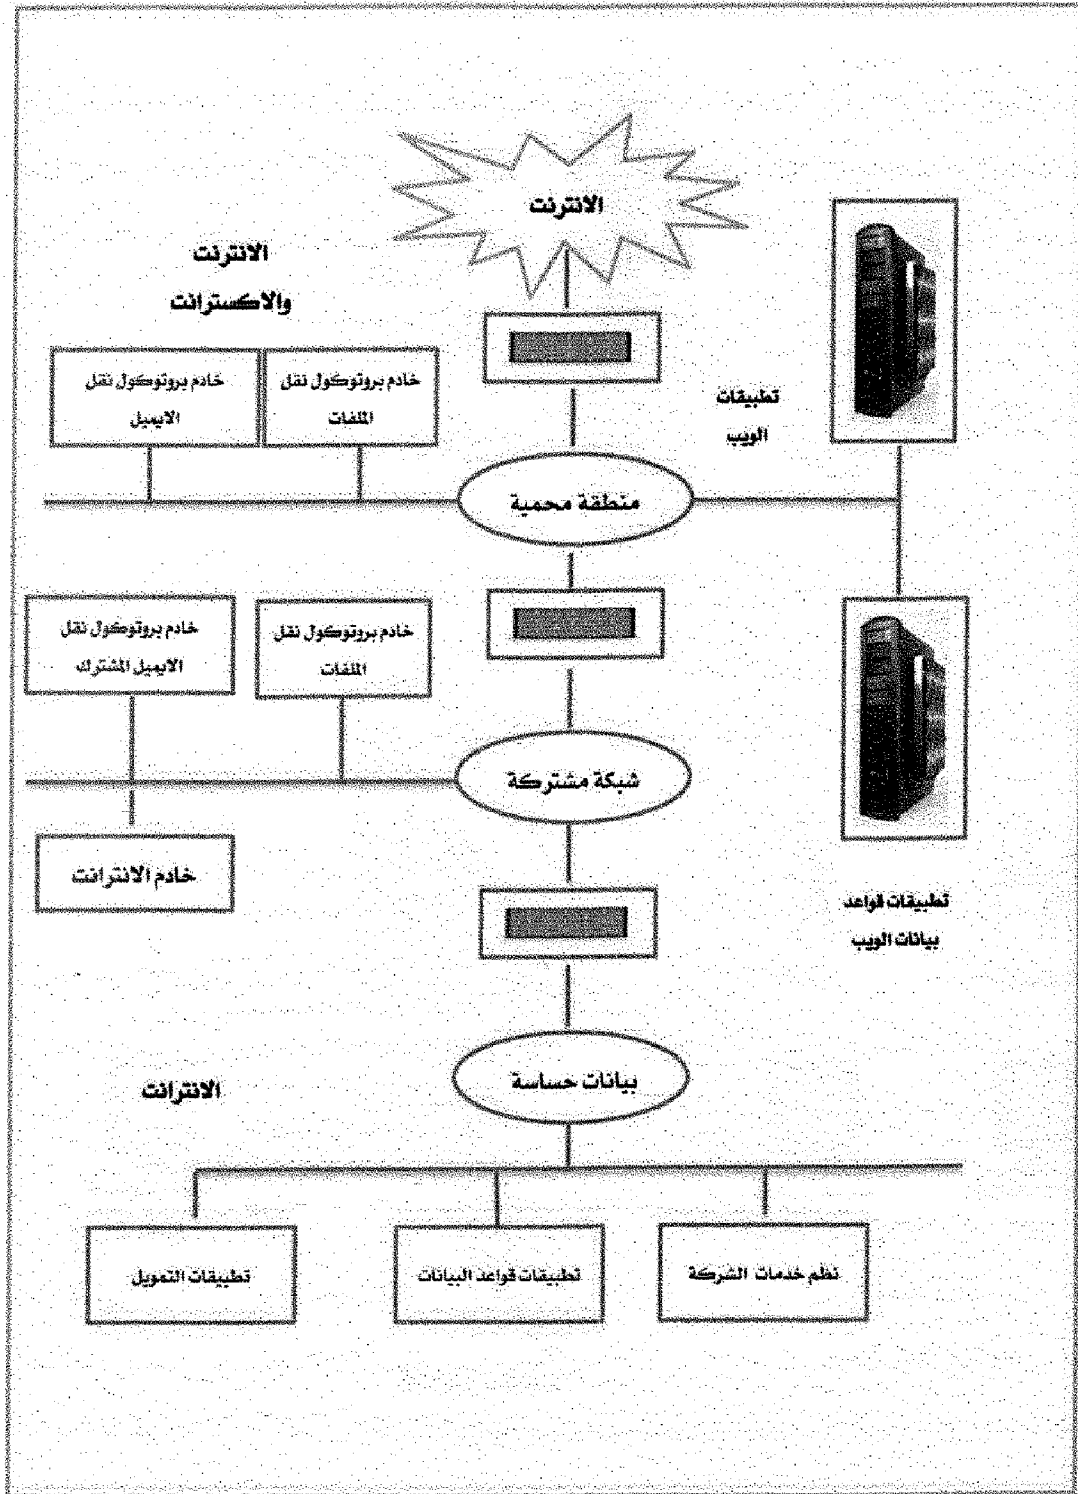 الانترنت
الانترنت
والاكسترانت
تطبيقات
الويب
خادم بروتوكول نقل
الملفات
خادم بروتوكول نقل
الايميل
منطقة محمية
خادم بروتوكول نقل
الملفات
خادم بروتوكول نقل
الايميل المشترك
شبكة مشتركة
خادم الانترانت
تطبيقات قواعد
بيانات الويب
بيانات حساسة
الانترانت
نظم خدمات الشركة
تطبيقات قواعد البيانات
تطبيقات التمويل